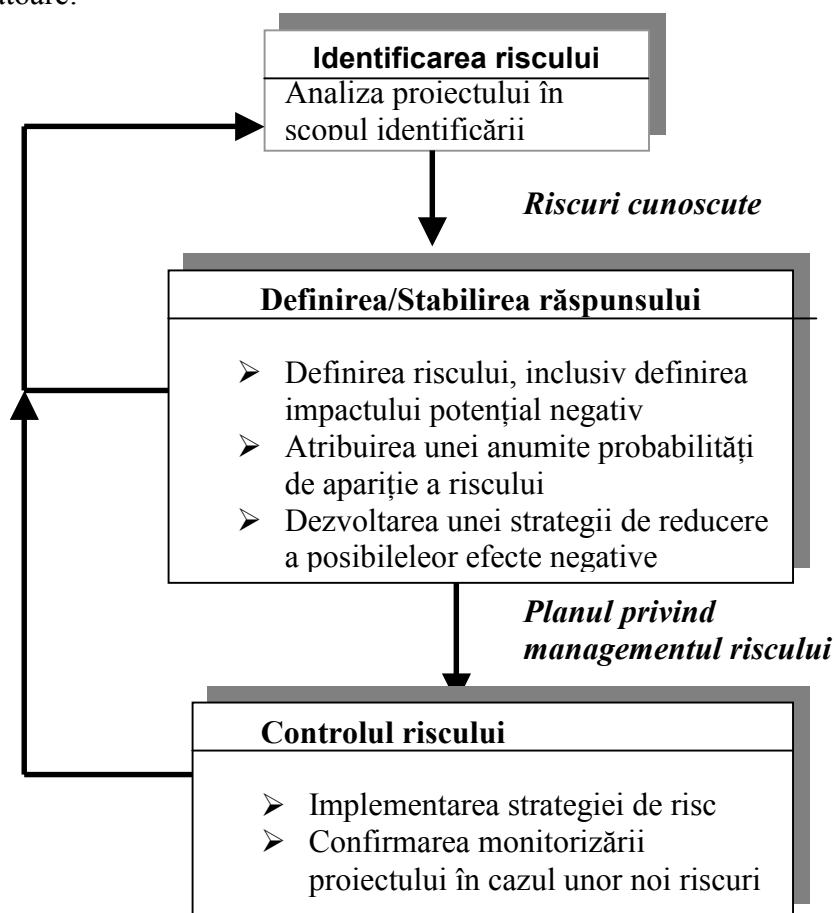 atoare:
Identificarea riscului
Analiza proiectului în
scopul identificării
Riscuri cunoscute
Definirea/Stabilirea răspunsului
➢ Definirea riscului, inclusiv definirea
impactului potențial negativ
➢ Atribuirea unei anumite probabilități
de apariție a riscului
➢ Dezvoltarea unei strategii de reducere
a posibileleor efecte negative
Planul privind
managementul riscului
Controlul riscului
➢ Implementarea strategiei de risc
➢ Confirmarea monitorizării
proiectului în cazul unor noi riscuri